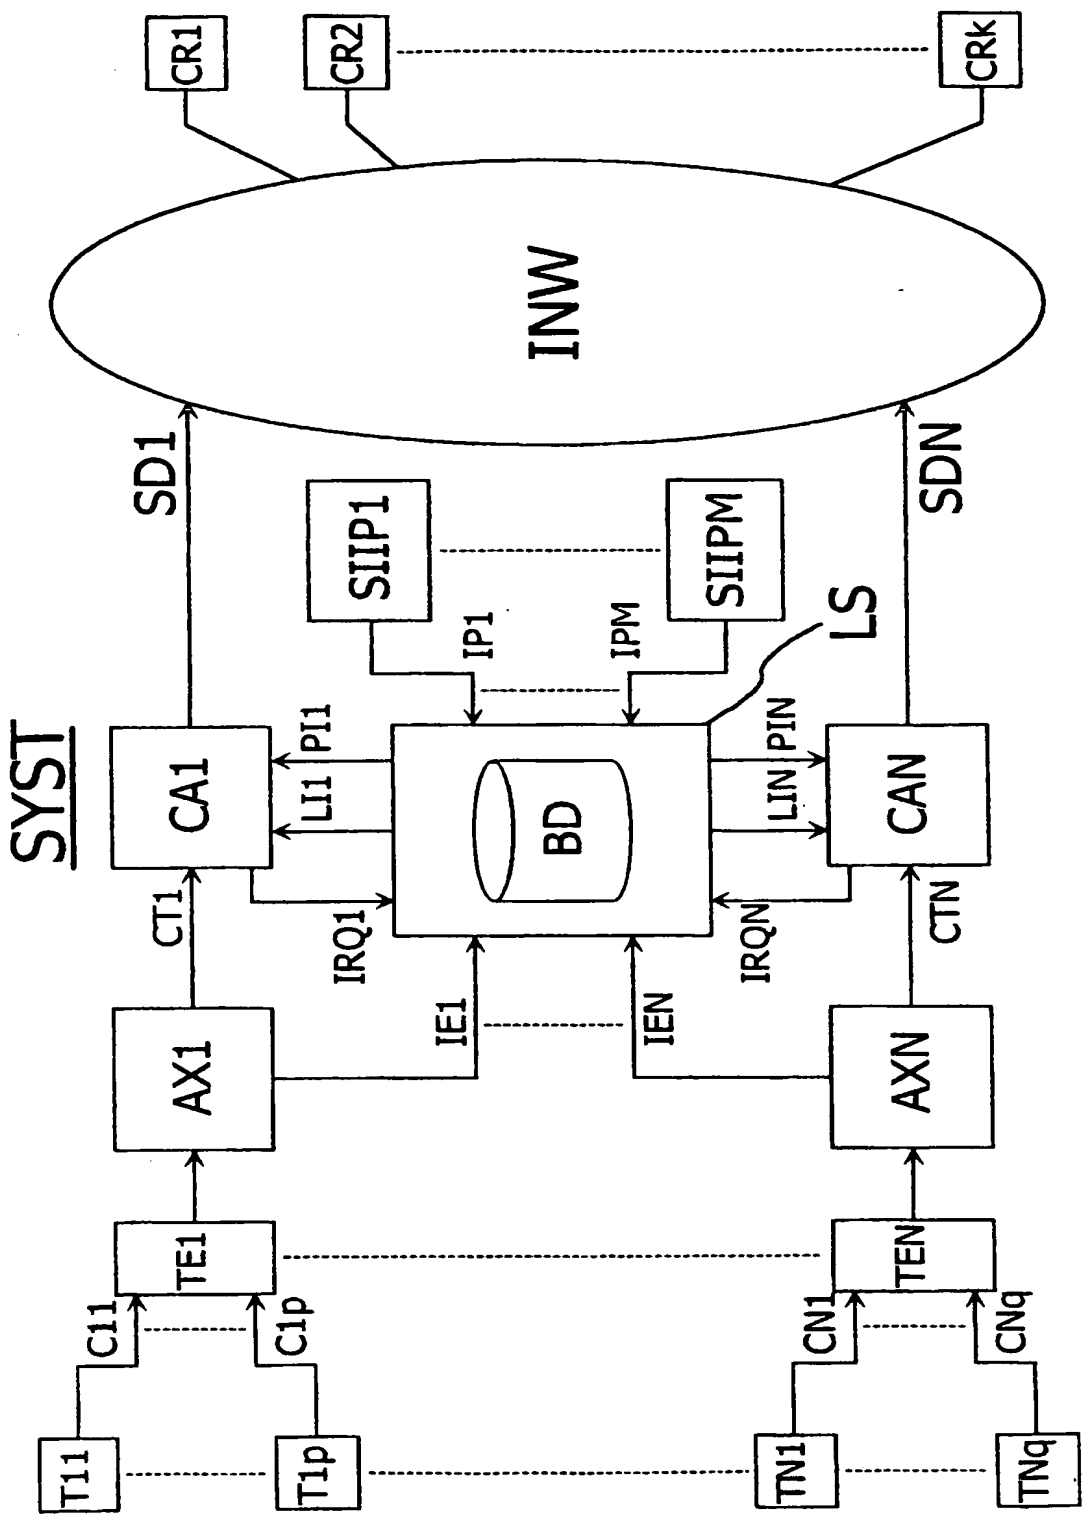 SYST
T11
T1p
TN1
TNq
C11
C1p
CN1
CNq
TE1
TEN
AX1
AXN
IE1
IEN
CT1
CTN
IRQ1
IRQN
CA1
LI1
PI1
BD
LIN
PIN
CAN
LS
IP1
IPM
SIIP1
SIIPM
SD1
SDN
INW
CR1
CR2
CRk